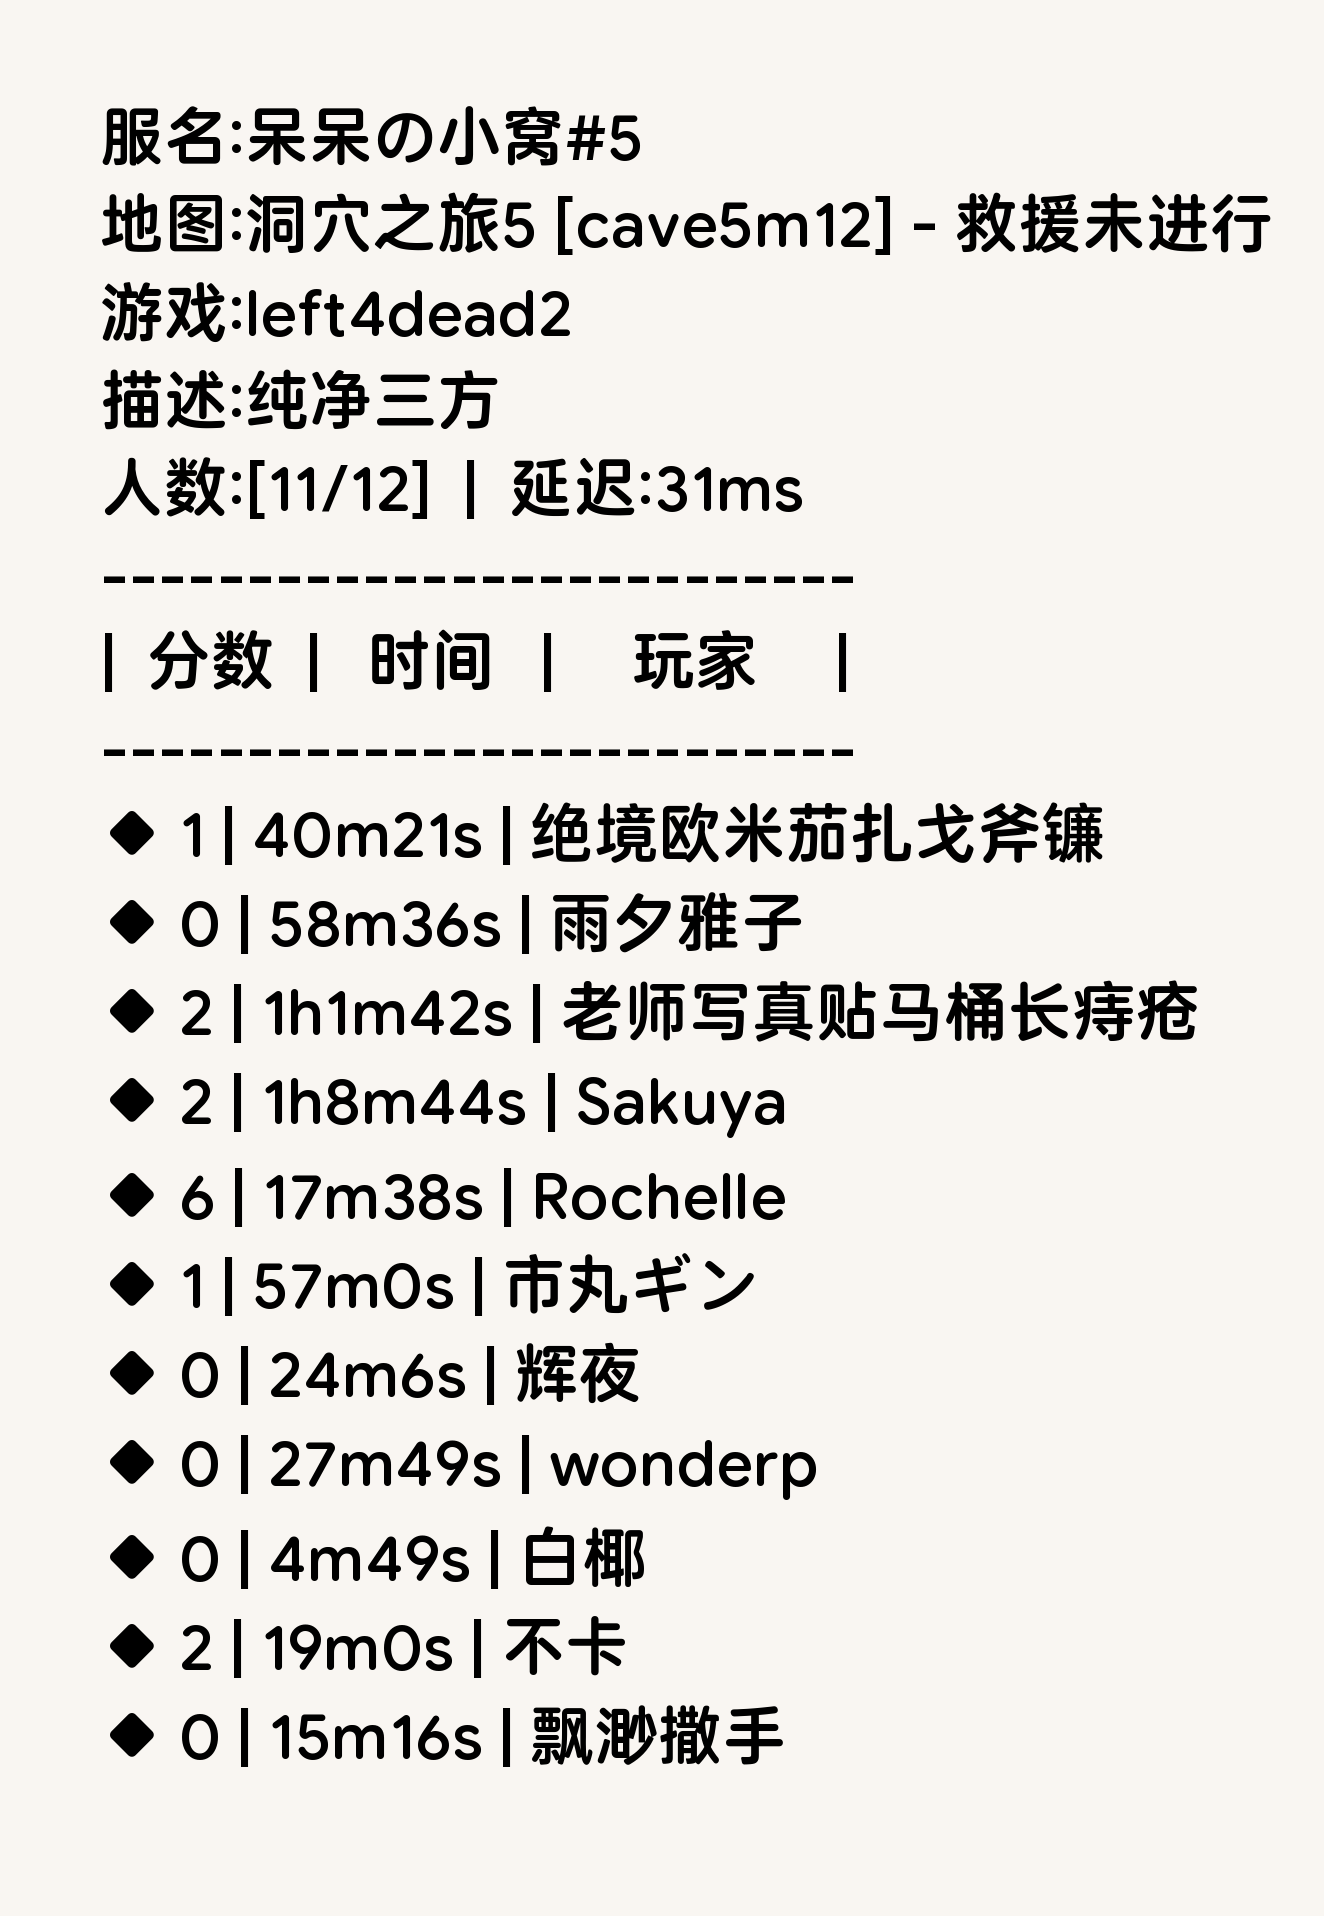 服名:呆呆の小窝#5
地图:洞穴之旅5 [cave5m12] - 救援未进行
游戏:left4dead2
描述:纯净三方
人数:[11/12] | 延迟:31ms
--------------------------
| 分数 | 时间 | 玩家 |
--------------------------
◆ 1 | 40m21s | 绝境欧米茄扎戈斧镰
◆ 0 | 58m36s | 雨夕雅子
◆ 2 | 1h1m42s | 老师写真贴马桶长痔疮
◆ 2 | 1h8m44s | Sakuya
◆ 6 | 17m38s | Rochelle
◆ 1 | 57m0s | 市丸ギン
◆ 0 | 24m6s | 辉夜
◆ 0 | 27m49s | wonderp
◆ 0 | 4m49s | 白椰
◆ 2 | 19m0s | 不卡
◆ 0 | 15m16s | 飘渺撒手